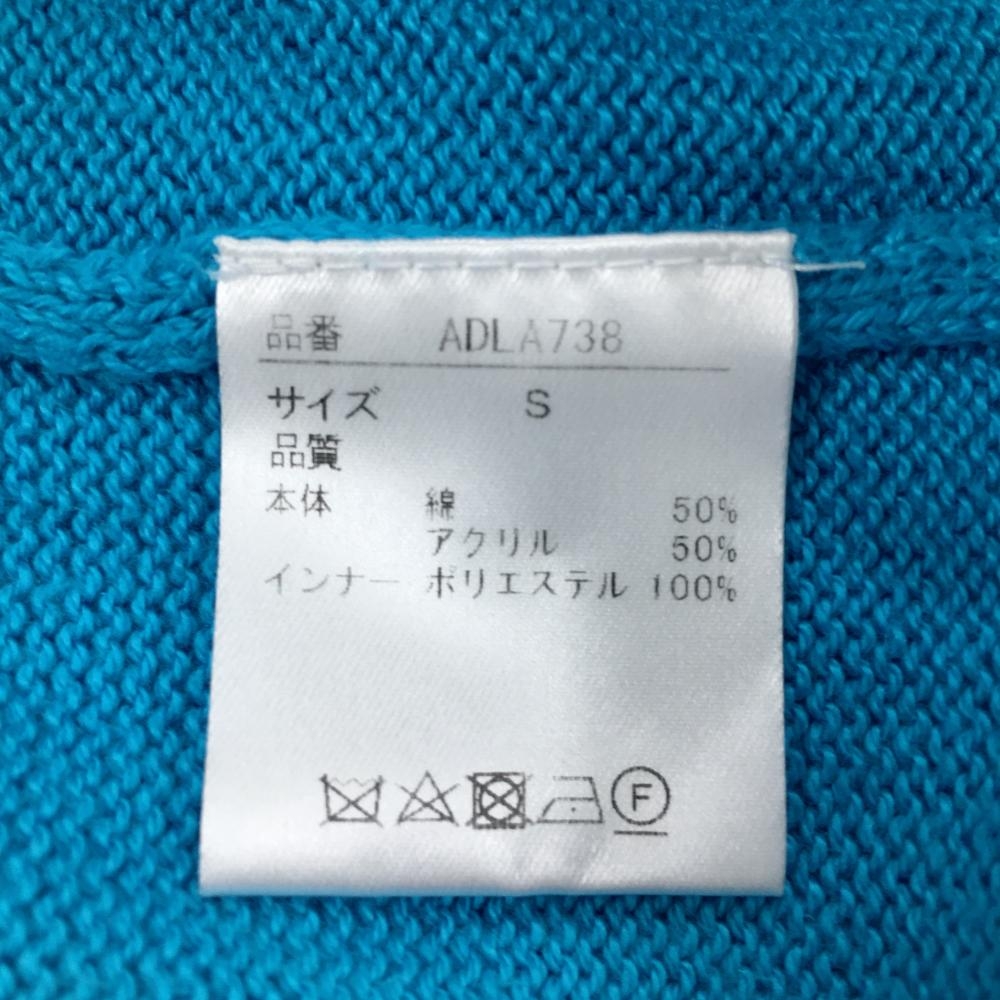 品番 ADLA738
サイズ S
品質
本体 綿 50%
アクリル 50%
インナー ポリエステル 100%
F